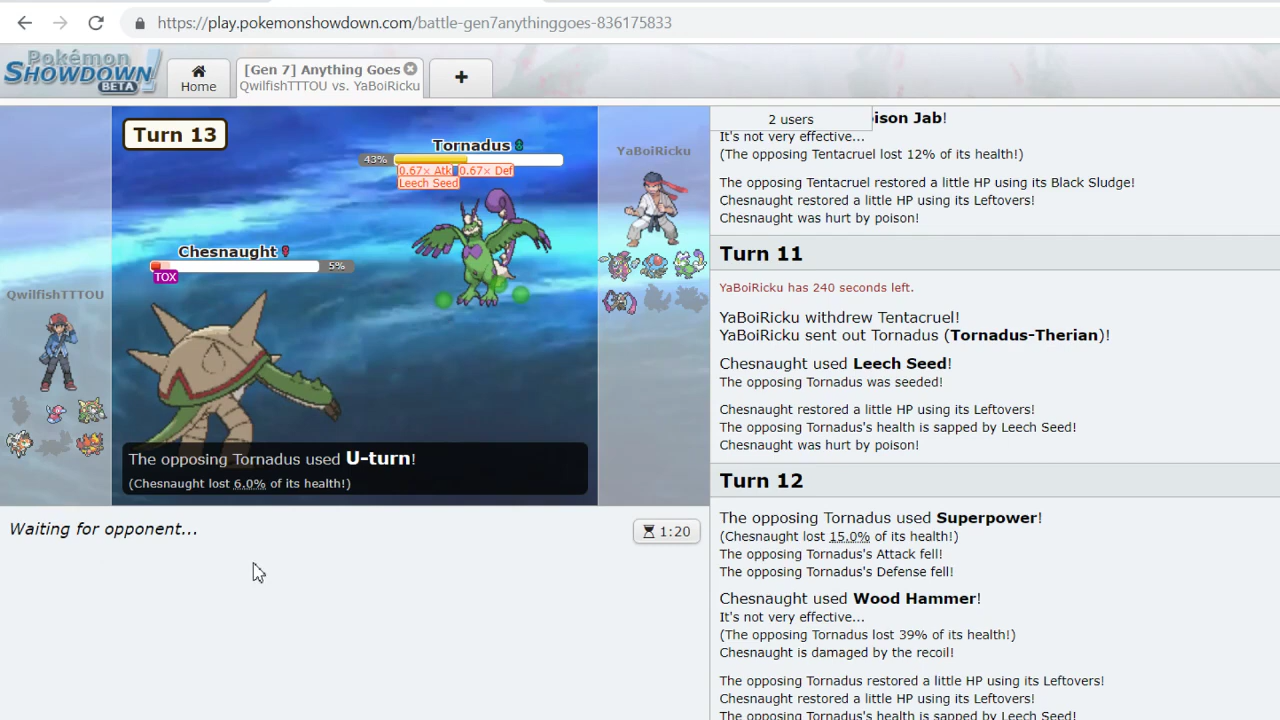 https://play.pokemonshowdown.com/battle-gen7anythinggoes-836175833
Pokémon
SHOWDOWN!
BETA
Home
[Gen 7] Anything Goes
QwilfishTTTOU vs. YaBoiRicku
+
Turn 13
Tornadus
43%
0.67× Atk 0.67× Def
Leech Seed
Chesnaught
5%
TOX
QwilfishTTTOU
YaBoiRicku
The opposing Tornadus used U-turn!
(Chesnaught lost 6.0% of its health!)
Waiting for opponent...
1:20
2 users
oison Jab!
It's not very effective...
(The opposing Tentacruel lost 12% of its health!)
The opposing Tentacruel restored a little HP using its Black Sludge!
Chesnaught restored a little HP using its Leftovers!
Chesnaught was hurt by poison!
Turn 11
YaBoiRicku has 240 seconds left.
YaBoiRicku withdrew Tentacruel!
YaBoiRicku sent out Tornadus (Tornadus-Therian)!
Chesnaught used Leech Seed!
The opposing Tornadus was seeded!
Chesnaught restored a little HP using its Leftovers!
The opposing Tornadus's health is sapped by Leech Seed!
Chesnaught was hurt by poison!
Turn 12
The opposing Tornadus used Superpower!
(Chesnaught lost 15.0% of its health!)
The opposing Tornadus's Attack fell!
The opposing Tornadus's Defense fell!
Chesnaught used Wood Hammer!
It's not very effective...
(The opposing Tornadus lost 39% of its health!)
Chesnaught is damaged by the recoil!
The opposing Tornadus restored a little HP using its Leftovers!
Chesnaught restored a little HP using its Leftovers!
The opposing Tornadus's health is sapped by Leech Seed!